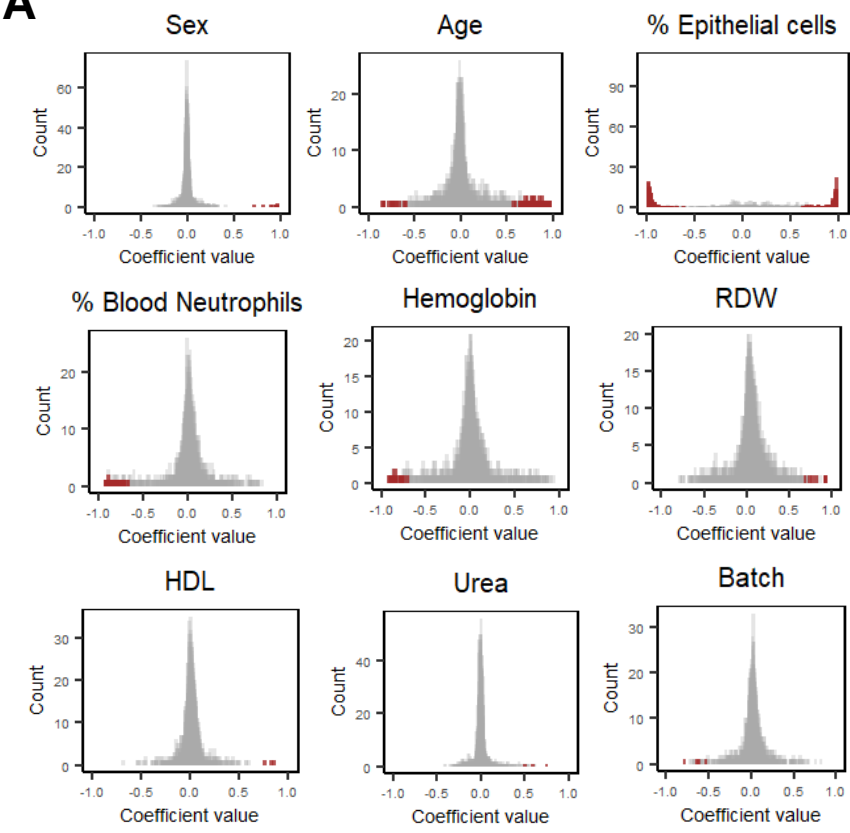 A
Sex Age % Epithelial cells
Count 60 40 20 0
-1.0 -0.5 0.0 0.5 1.0
Coefficient value
Count 20 10 0
-1.0 -0.5 0.0 0.5 1.0
Coefficient value
Count 90 60 30 0
-1.0 -0.5 0.0 0.5 1.0
Coefficient value
% Blood Neutrophils Hemoglobin RDW
Count 20 10 0
-1.0 -0.5 0.0 0.5 1.0
Coefficient value
Count 20 15 10 5 0
-1.0 -0.5 0.0 0.5 1.0
Coefficient value
Count 20 15 10 5 0
-1.0 -0.5 0.0 0.5 1.0
Coefficient value
HDL Urea Batch
Count 30 20 10 0
-1.0 -0.5 0.0 0.5 1.0
Coefficient value
Count 40 20 0
-1.0 -0.5 0.0 0.5 1.0
Coefficient value
Count 30 20 10 0
-1.0 -0.5 0.0 0.5 1.0
Coefficient value